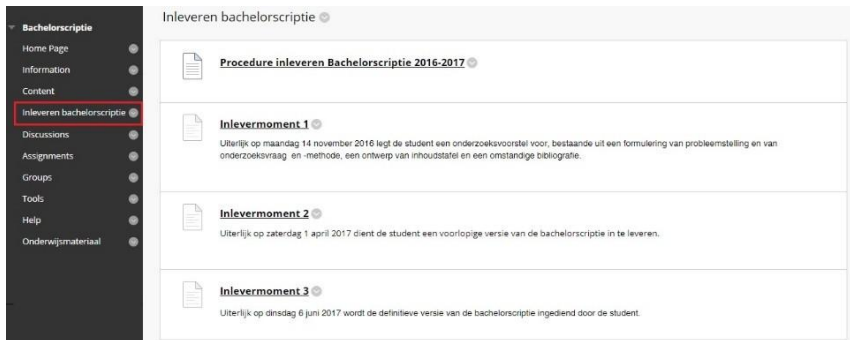 Bachelorscriptie
Home Page
Information
Content
Inleveren bachelorscriptie
Discussions
Assignments
Groups
Tools
Help
Onderwijsmateriaal
Inleveren bachelorscriptie
Procedure inleveren Bachelorscriptie 2016-2017
Inlevermoment 1
Uiterlijk op maandag 14 november 2016 legt de student een onderzoeksvoorstel voor, bestaande uit een formulering van probleemstelling en van
onderzoeksvraag en -methode, een ontwerp van inhoudstafel en een omstandige bibliografie.
Inlevermoment 2
Uiterlijk op zaterdag 1 april 2017 dient de student een voorlopige versie van de bachelorscriptie in te leveren.
Inlevermoment 3
Uiterlijk op dinsdag 6 juni 2017 wordt de definitieve versie van de bachelorscriptie ingediend door de student.